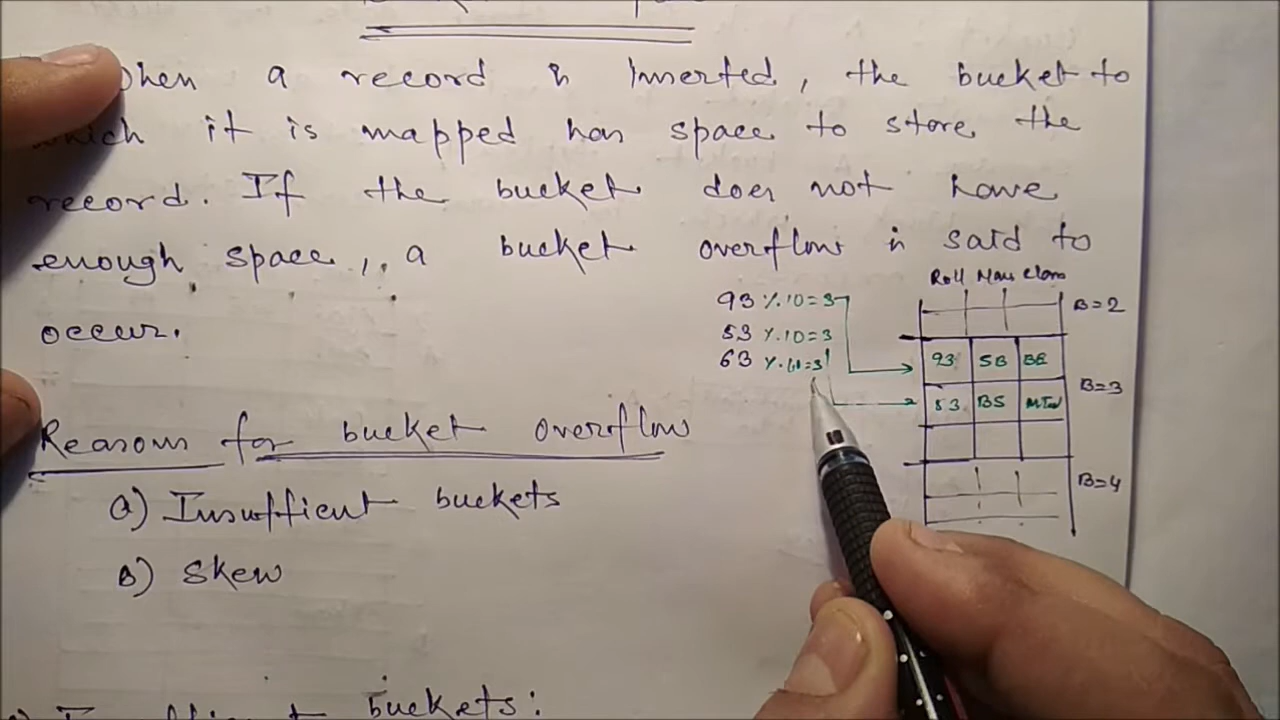 When a record is inserted, the bucket to
which it is mapped has space to store the
record. If the bucket does not have
enough space, a bucket overflow is said to
occur.
Roll Class
93 %.10=3
53 %.10=3
63 %.10=3
B=2
93 SB BE
B=3
53 BS
B=4
Reasons for bucket overflow
a) Insufficient buckets
B) Skew
buckets: